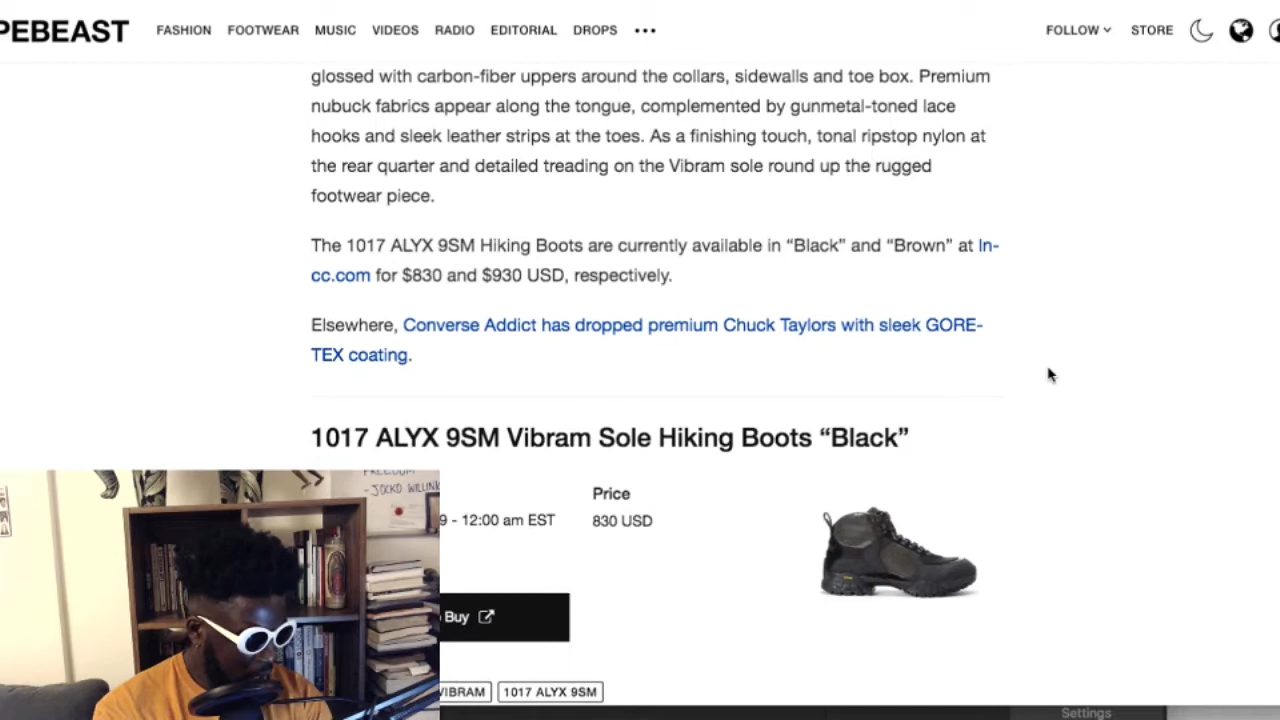 PEBEAST FASHION FOOTWEAR MUSIC VIDEOS RADIO EDITORIAL DROPS ••• FOLLOW STORE
glossed with carbon-fiber uppers around the collars, sidewalls and toe box. Premium
nubuck fabrics appear along the tongue, complemented by gunmetal-toned lace
hooks and sleek leather strips at the toes. As a finishing touch, tonal ripstop nylon at
the rear quarter and detailed treading on the Vibram sole round up the rugged
footwear piece.
The 1017 ALYX 9SM Hiking Boots are currently available in “Black” and “Brown” at ln-
cc.com for $830 and $930 USD, respectively.
Elsewhere, Converse Addict has dropped premium Chuck Taylors with sleek GORE-
TEX coating.
1017 ALYX 9SM Vibram Sole Hiking Boots “Black”
FREEDOM
-JOCKO WILLINK
Price
9 - 12:00 am EST
830 USD
Buy
VIBRAM
1017 ALYX 9SM
Settings